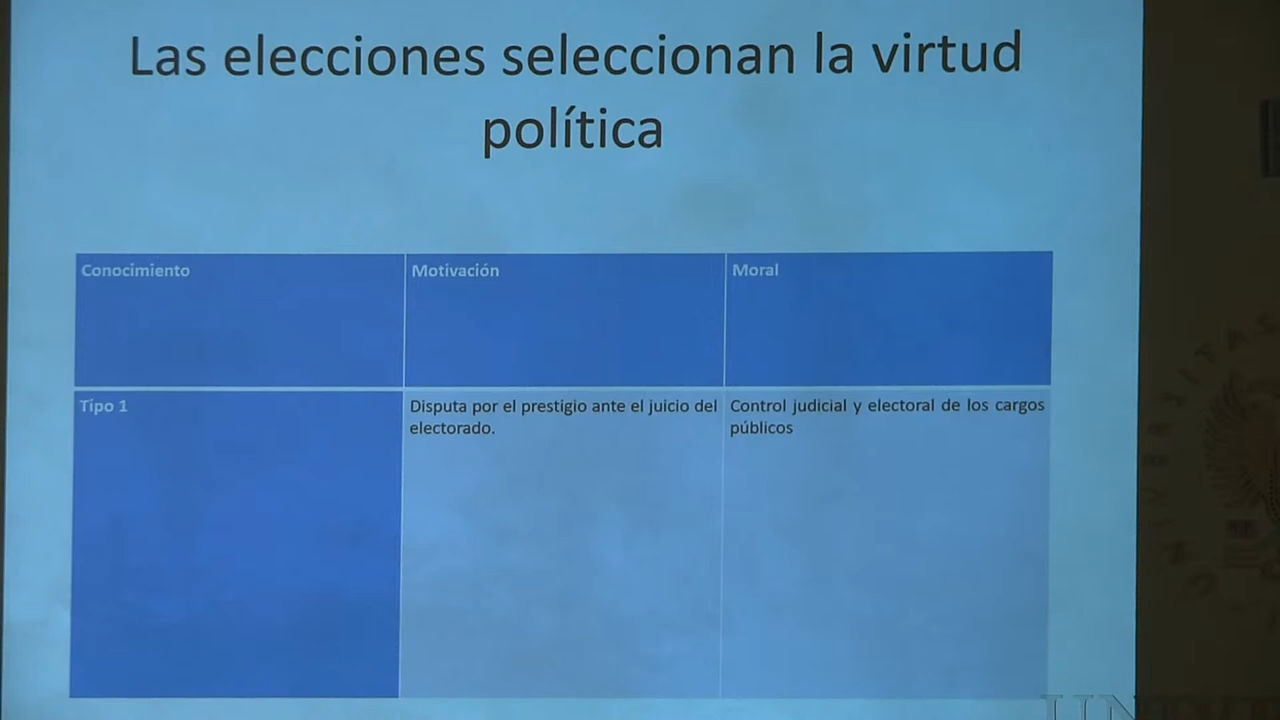 Las elecciones seleccionan la virtud
política
Conocimiento
Motivación
Moral
Tipo 1
Disputa por el prestigio ante el juicio del
electorado.
Control judicial y electoral de los cargos
públicos